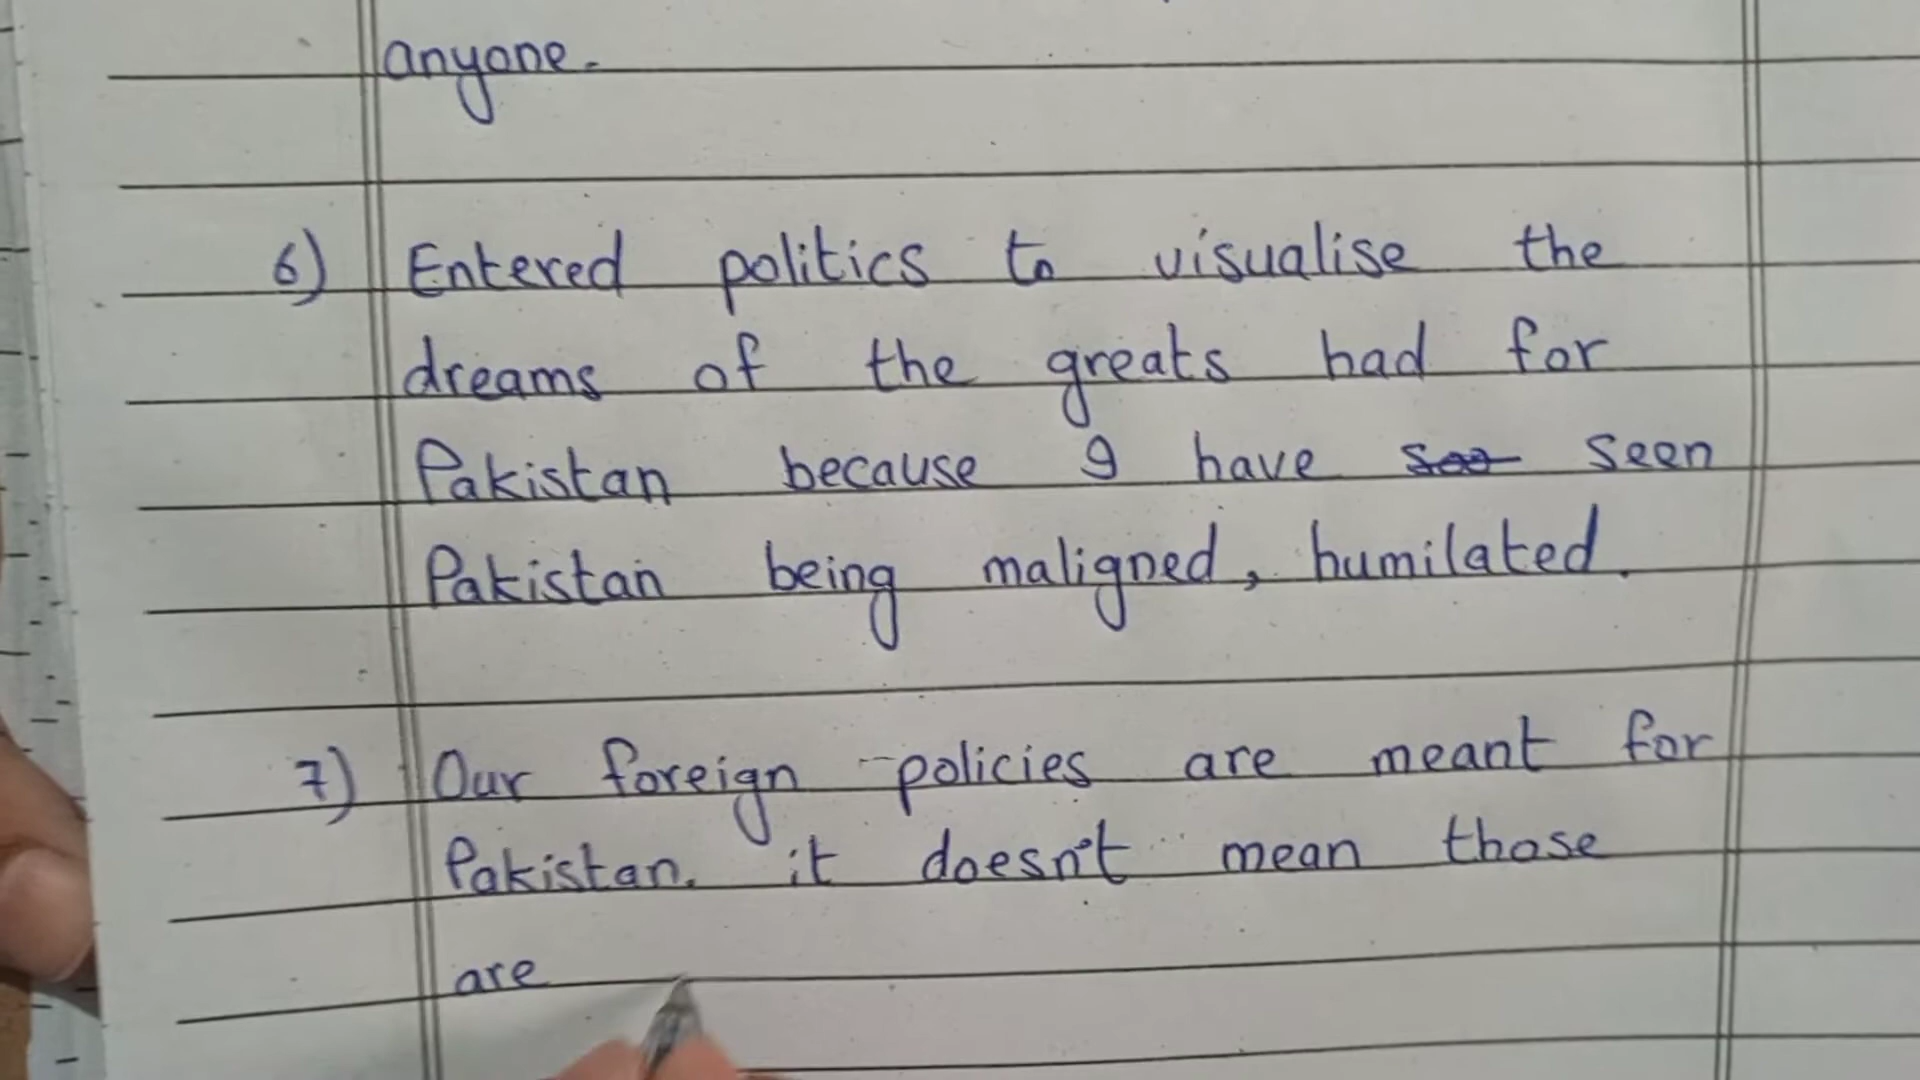 anyone.
6) Entered politics to visualise the
dreams of the greats had for
Pakistan because I have see seen
Pakistan being maligned, humilated.
7) Our foreign policies are meant for
Pakistan. it doesn't mean those
are